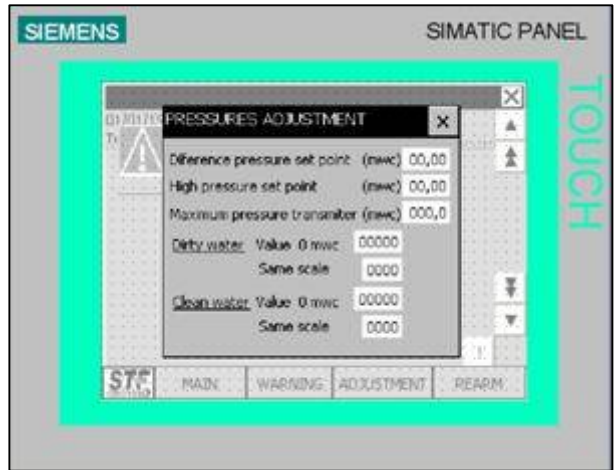 SIEMENS
SIMATIC PANEL
TOUCH
PRESSURES ADJUSTMENT
Diference pressure set point (mwc) 00,00
High pressure set point (mwc) 00,00
Maximum pressure transmiter (mwc) 000,0
Dirty water Value 0 mwc 00000
Same scale 0000
Clean water Value 0 mwc 00000
Same scale 0000
STF MAIN WARNING ADJUSTMENT REARM